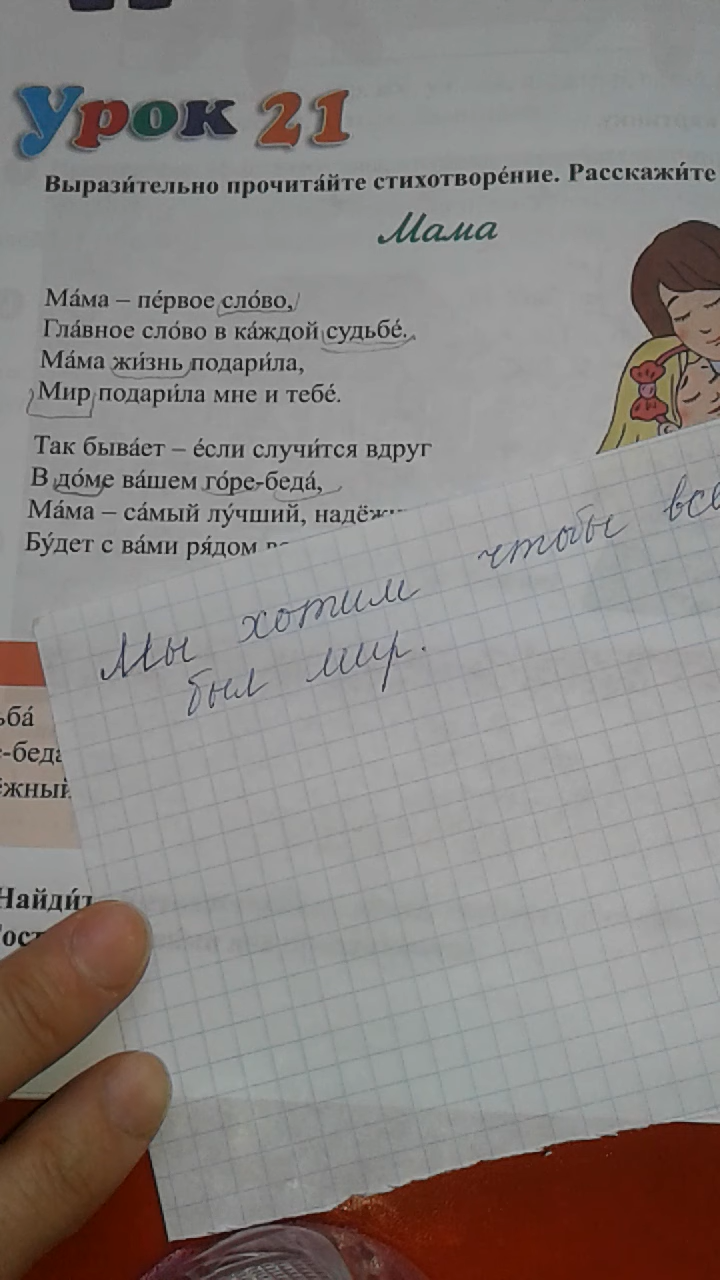 Урок 21
Вырази́тельно прочита́йте стихотворе́ние. Расскажи́те
Мама
Ма́ма – пе́рвое сло́во,
Гла́вное сло́во в ка́ждой судьбе́.
Ма́ма жи́знь подари́ла,
Мир подари́ла мне и тебе́.
Так быва́ет – е́сли случи́тся вдруг
В до́ме ва́шем го́ре-беда́,
Ма́ма – са́мый лу́чший,
Бу́дет с ва́ми ря́дом
Мы хотим чтобы
был мир.